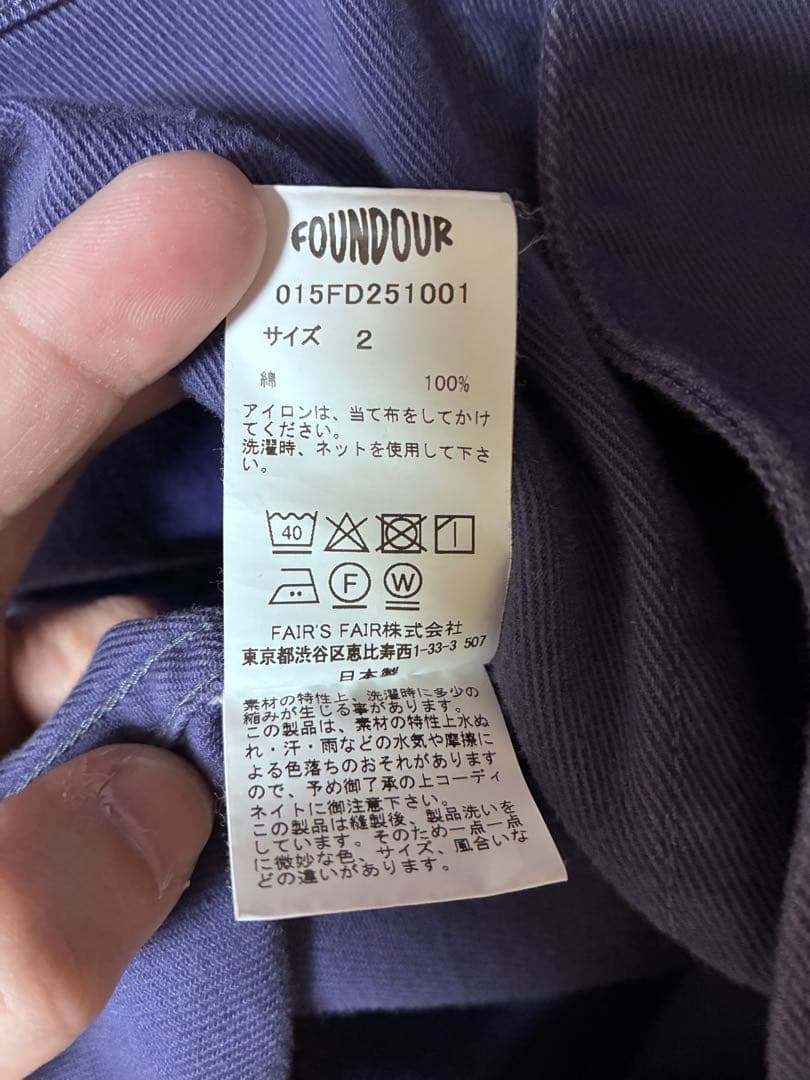 FOUNDOUR
015FD251001
サイズ 2
綿 100%
アイロンは、当て布をしてかけ
てください。
洗濯時、ネットを使用して下さ
い。
40
F W
FAIR'S FAIR株式会社
東京都渋谷区恵比寿西1-33-3 507
日本製
素材の特性上、洗濯時に多少の
縮みが生じる事があります。
この製品は、素材の特性上水ぬ
れ・汗・雨などの水気や摩擦に
よる色落ちのおそれがあります
ので、予め御了承の上コーディ
ネイトに御注意下さい。
この製品は縫製後、製品洗いを
しています。そのため一点一点
に微妙な色、サイズ、風合いな
どの違いがあります。